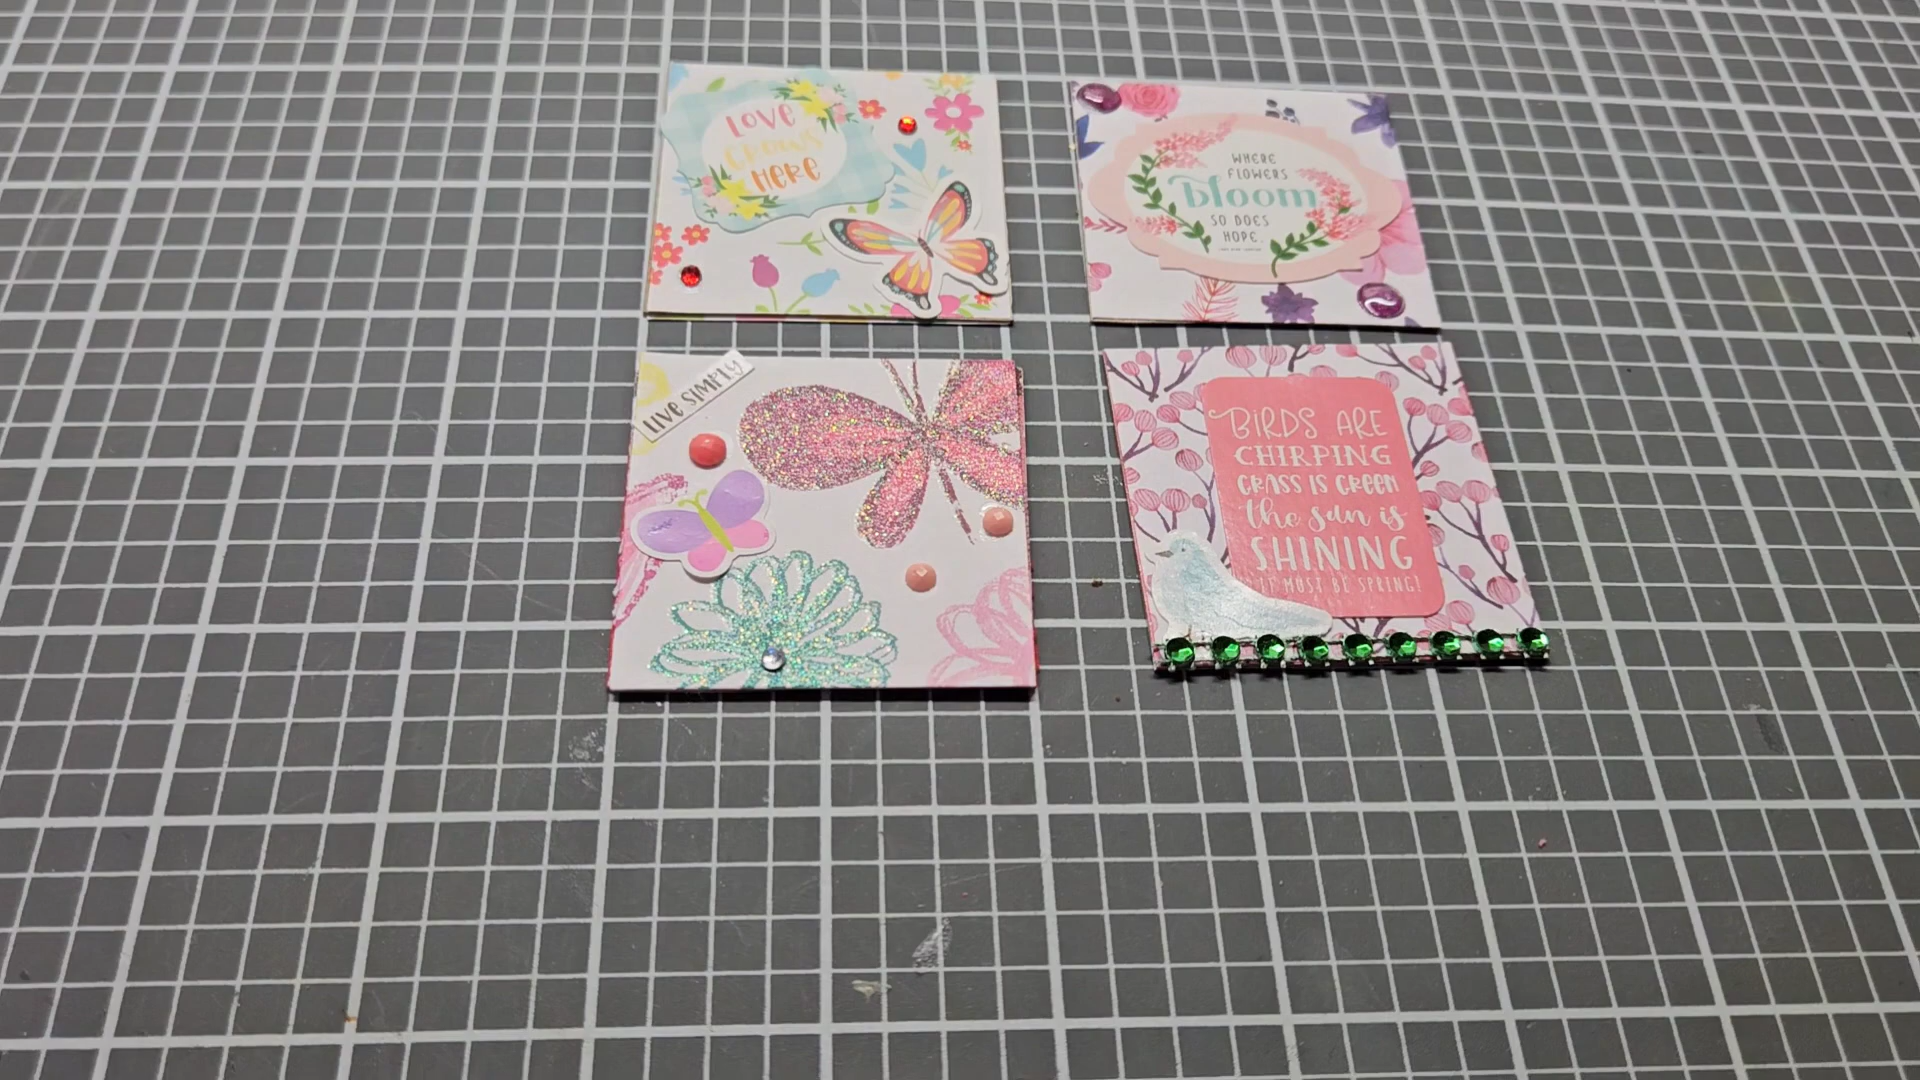 LOVE
GROWS
HERE
WHERE
FLOWERS
bloom
SO DOES
HOPE.
LIVE SIMPLY
BIRDS ARE
CHIRPING
GRASS IS GREEN
the sun is
SHINING
IT MUST BE SPRING!